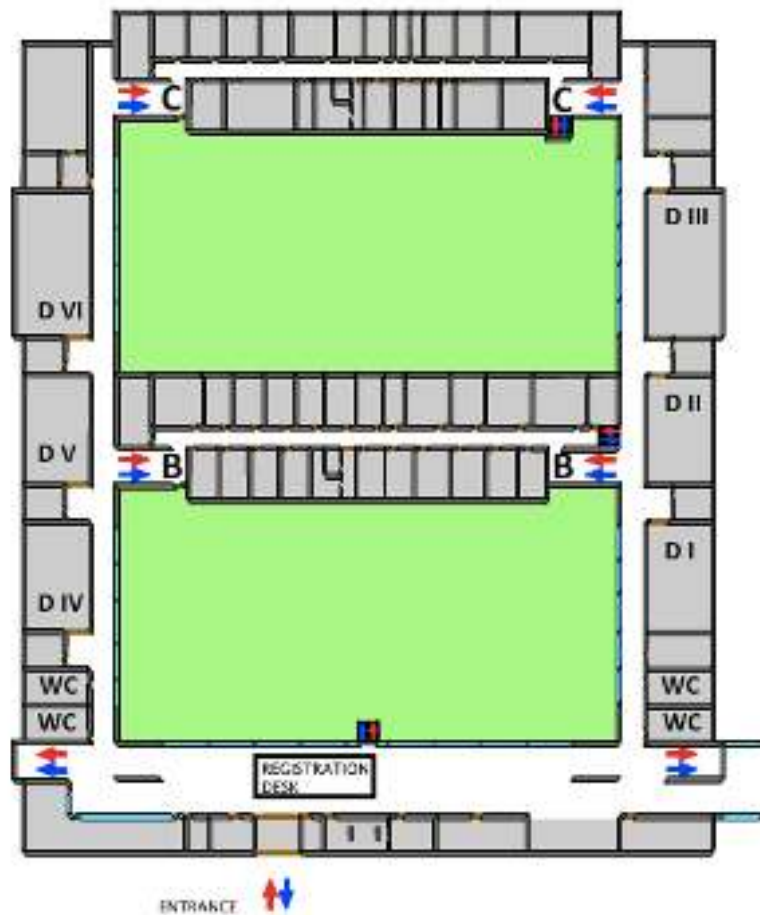 C C
D III
D VI
D II
D V
B B
D I
D IV
WC WC
WC WC
REGISTRATION
DESK
ENTRANCE